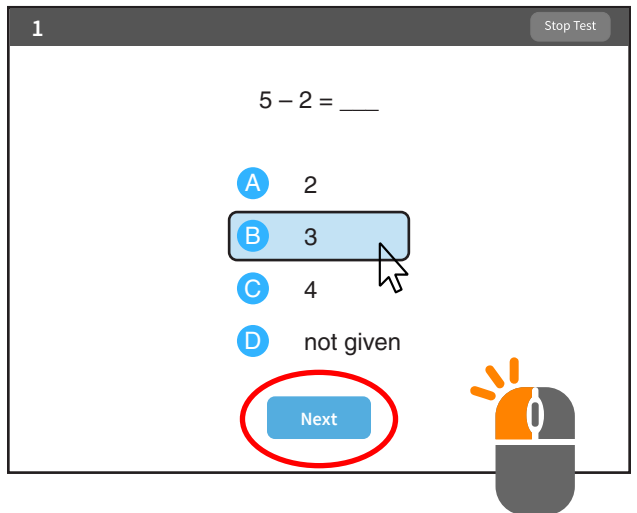 1
Stop Test
5 – 2 = ___
A 2
B 3
C 4
D not given
Next